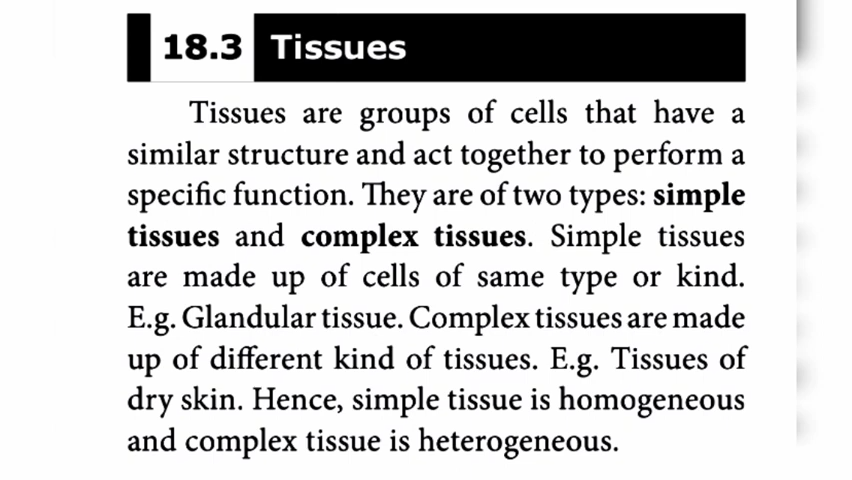 18.3 Tissues
Tissues are groups of cells that have a
similar structure and act together to perform a
specific function. They are of two types: simple
tissues and complex tissues. Simple tissues
are made up of cells of same type or kind.
E.g. Glandular tissue. Complex tissues are made
up of different kind of tissues. E.g. Tissues of
dry skin. Hence, simple tissue is homogeneous
and complex tissue is heterogeneous.